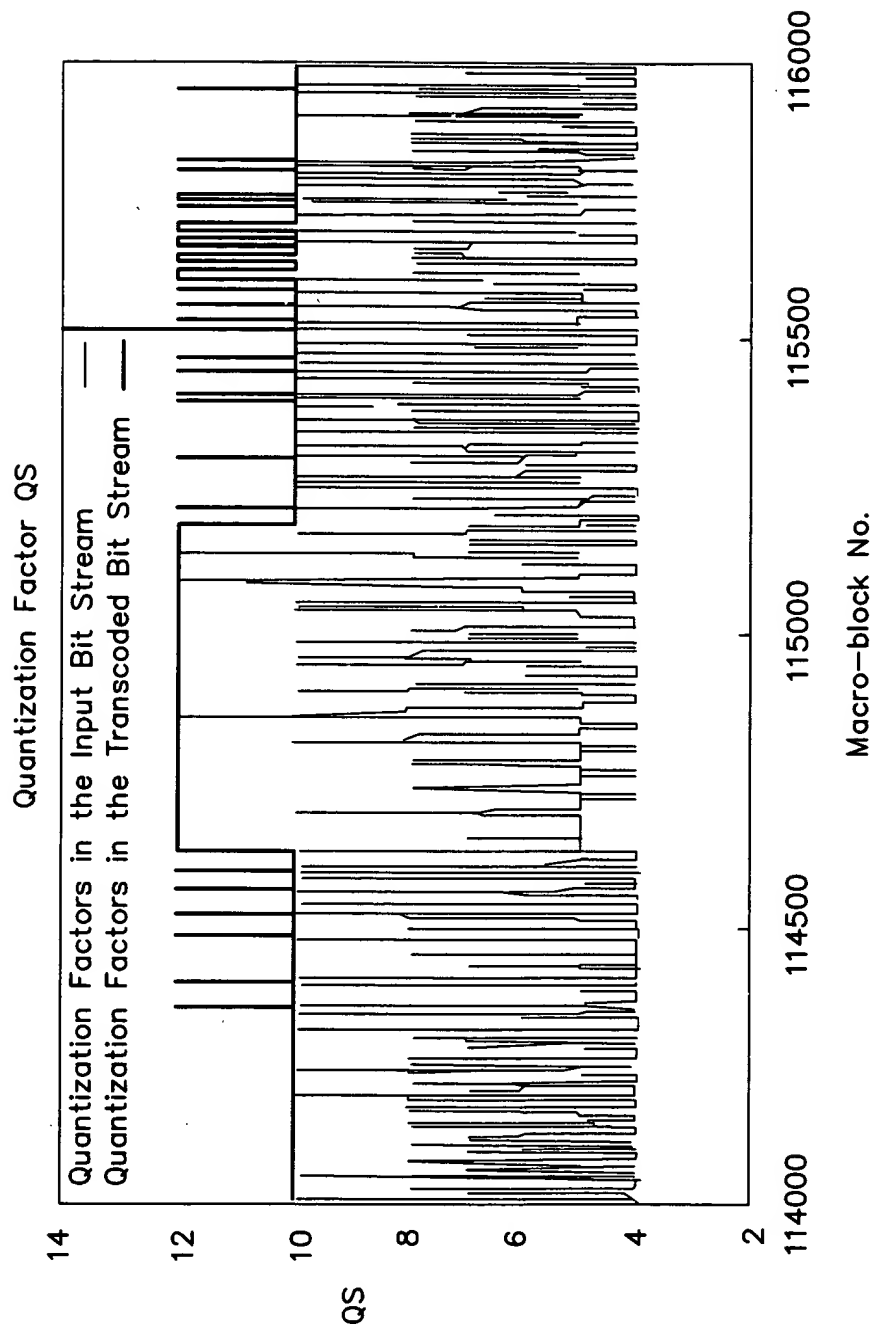 Quantization Factor QS
Quantization Factors in the Input Bit Stream
Quantization Factors in the Transcoded Bit Stream
14
12
10
8
6
4
2
QS
114000
114500
115000
115500
116000
Macro-block No.